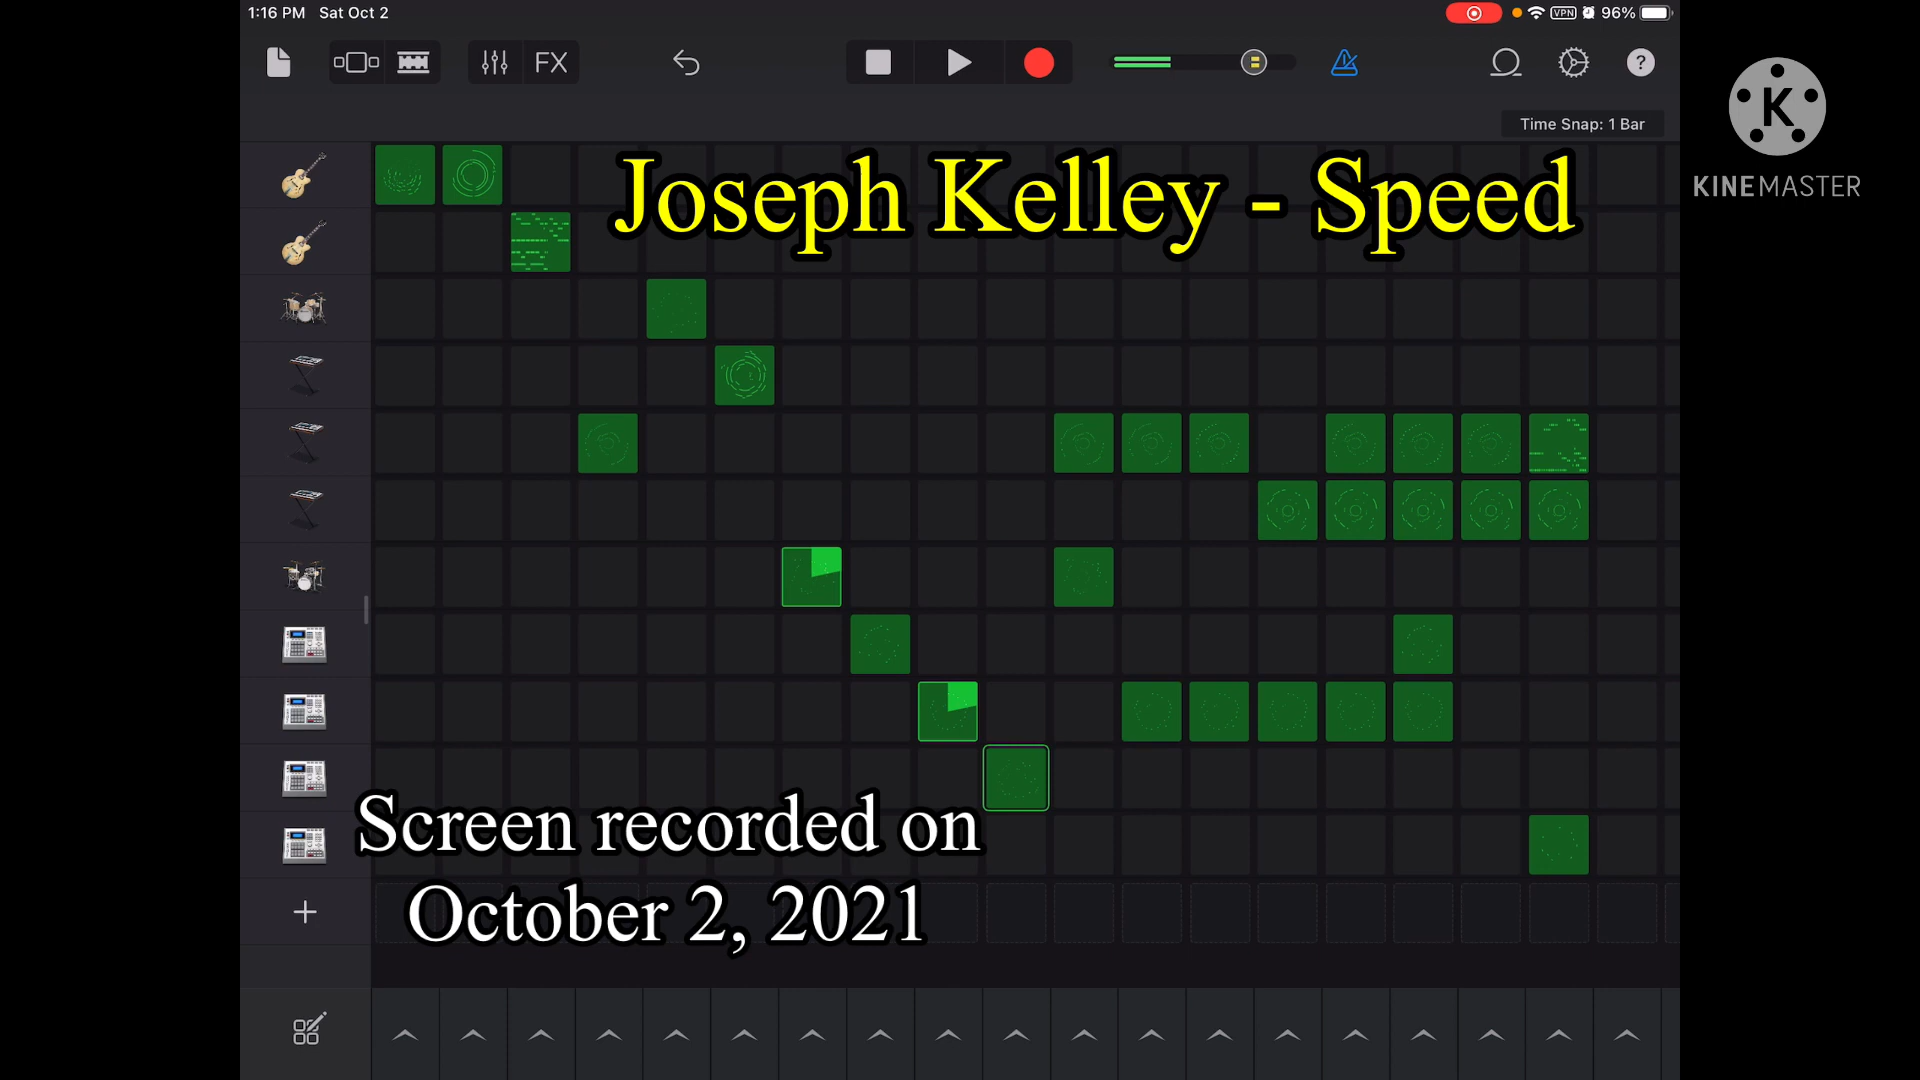 1:16 PM Sat Oct 2
VPN 96%
FX
?
Time Snap: 1 Bar
K
KINEMASTER
Joseph Kelley - Speed
Screen recorded on
October 2, 2021